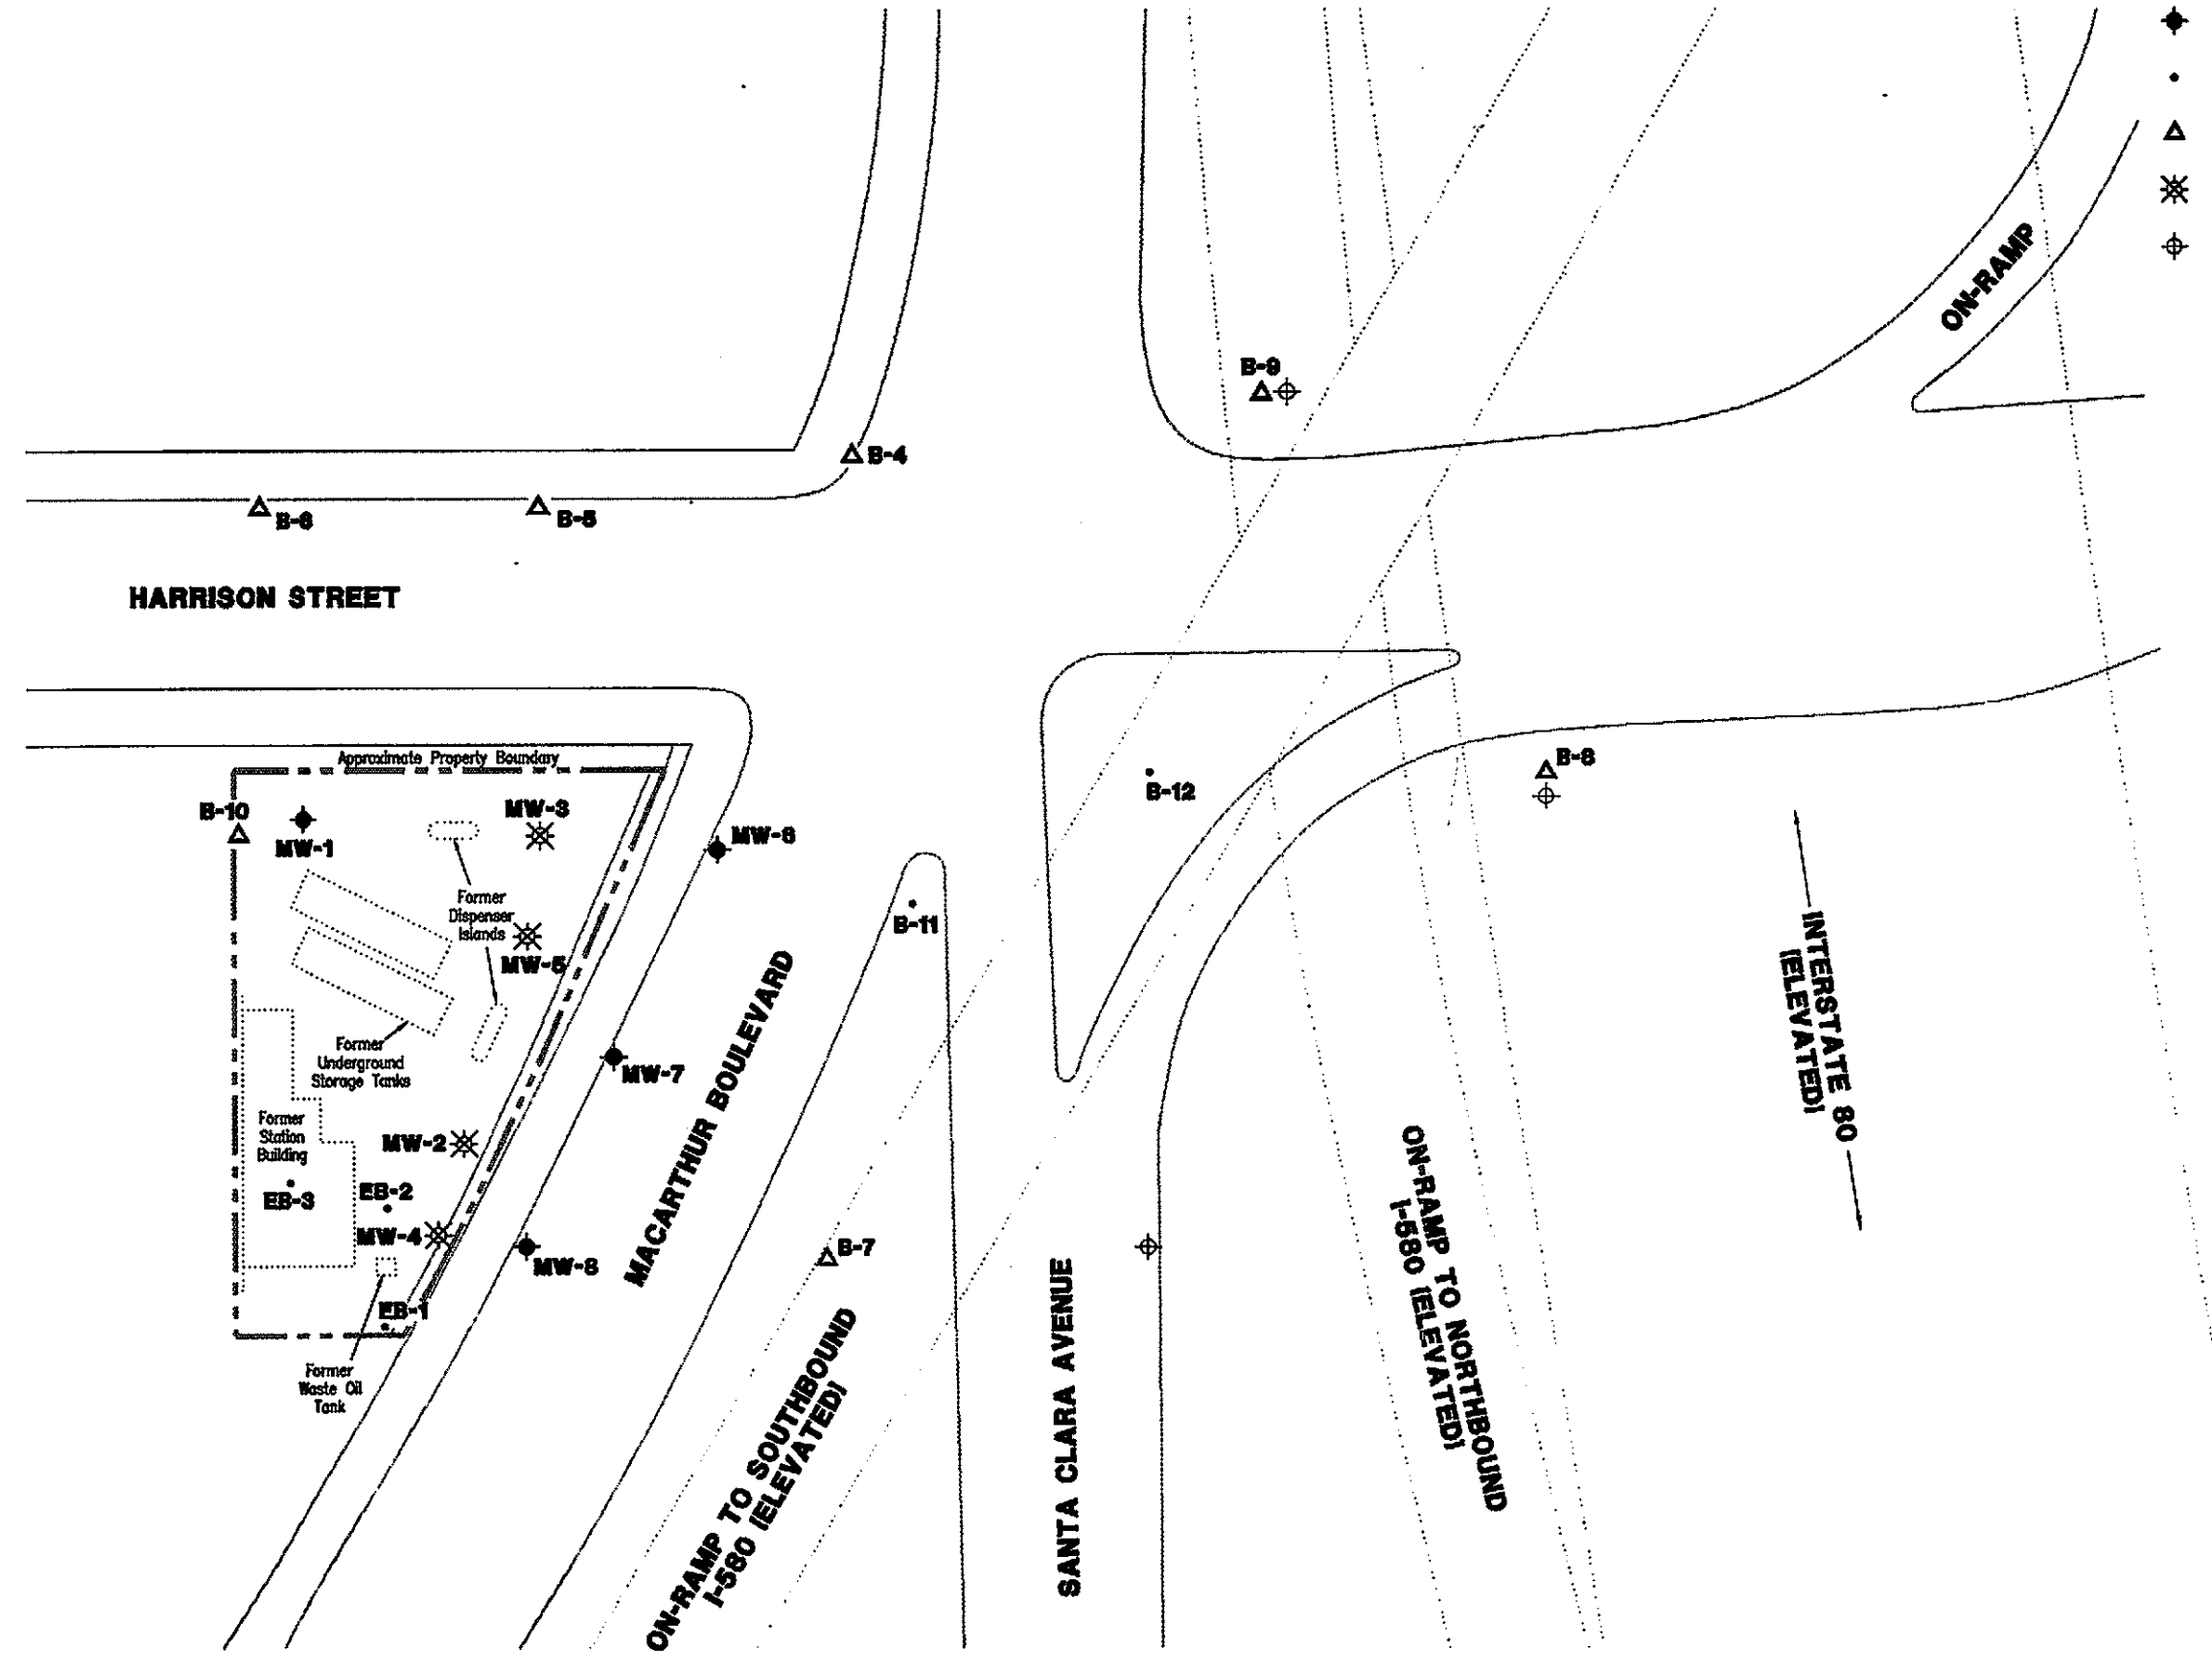 ON-RAMP
B-9
B-4
B-6
B-5
HARRISON STREET
Approximate Property Boundary
B-8
B-12
B-10
MW-1
MW-3
MW-6
Former
Dispenser
Islands
B-11
MW-5
INTERSTATE 80
(ELEVATED)
Former
Underground
Storage Tanks
MW-7
MACARTHUR BOULEVARD
Former
Station
Building
MW-2
EB-3
EB-2
MW-4
MW-8
B-7
EB-1
Former
Waste Oil
Tank
ON-RAMP TO SOUTHBOUND
I-580 (ELEVATED)
SANTA CLARA AVENUE
ON-RAMP TO NORTHBOUND
I-580 (ELEVATED)